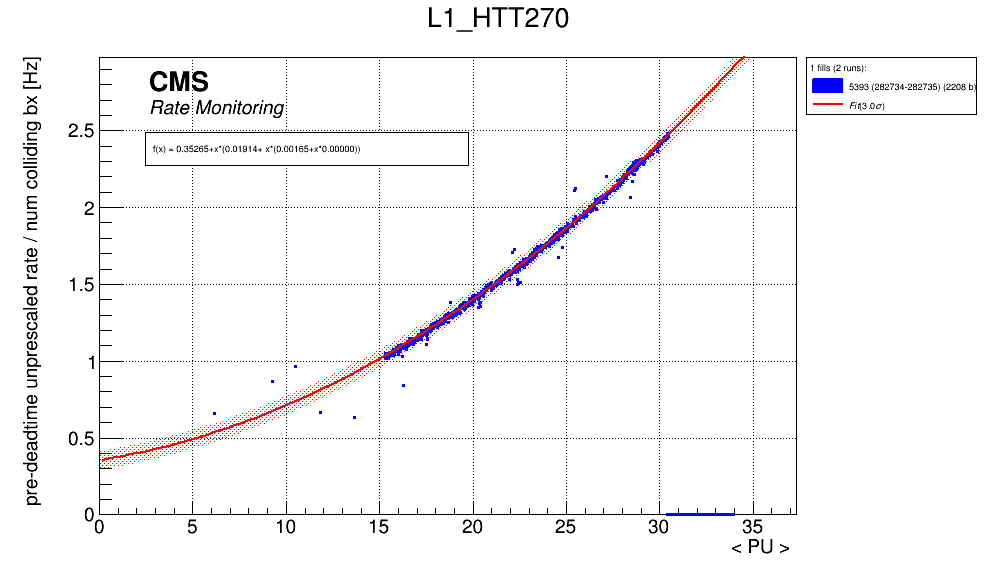 L1_HTT270
pre-deadtime unprescaled rate / num colliding bx [Hz]
CMS
Rate Monitoring
f(x) = 0.35265+x*(0.01914+ x*(0.00165+x*0.00000))
2.5
2
1.5
1
0.5
0
0 5 10 15 20 25 30 35
< PU >
1 fills (2 runs):
5393 (282734-282735) (2208 b)
Fit(3.0σ)